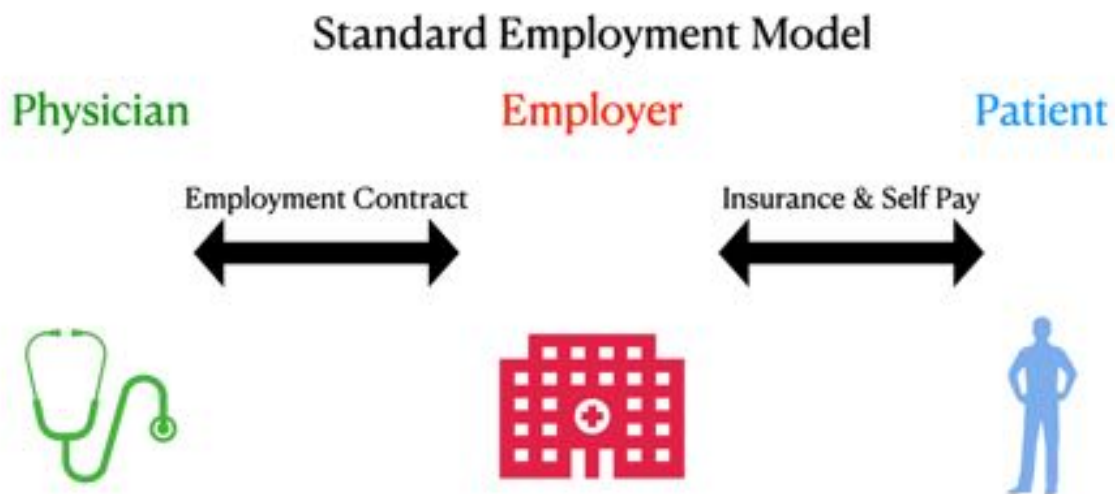 Standard Employment Model
Physician
Employer
Patient
Employment Contract
Insurance & Self Pay